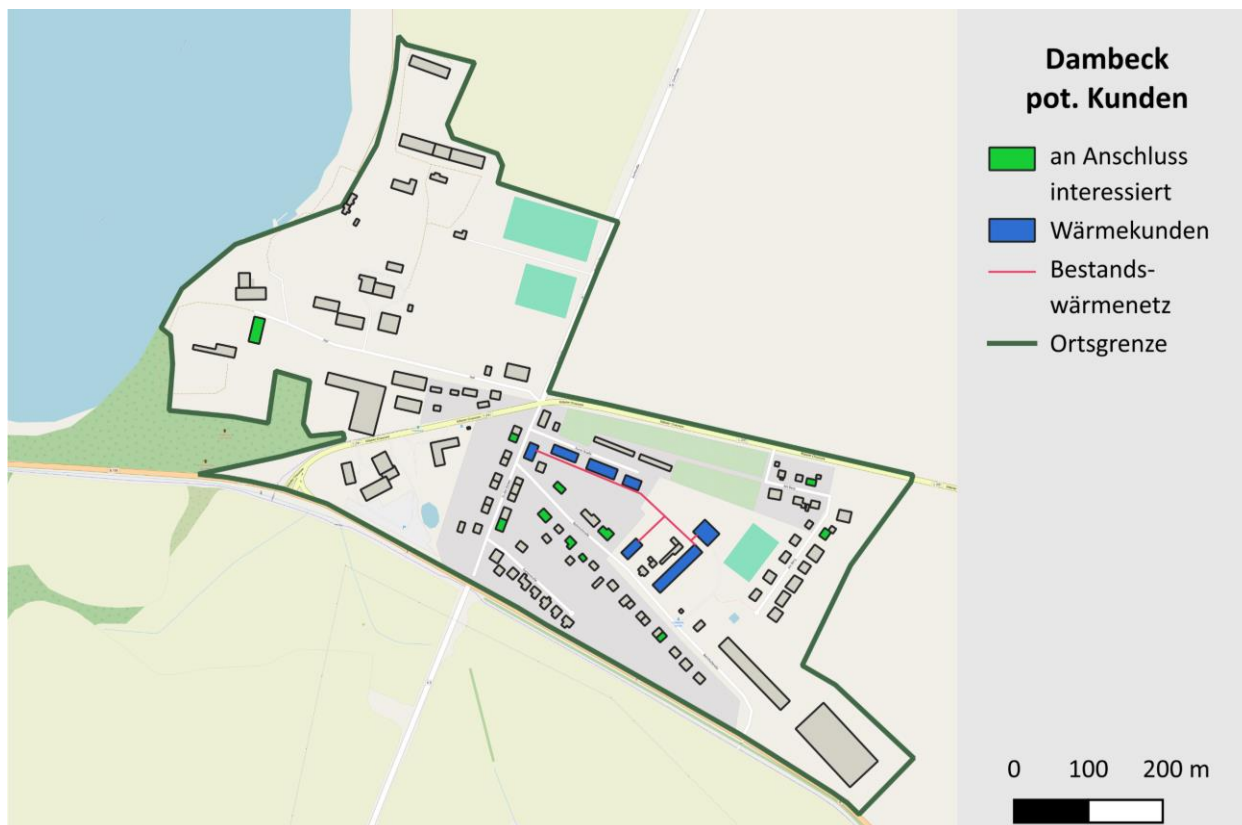 Dambeck
pot. Kunden
an Anschluss
interessiert
Wärmekunden
Bestands-
wärmenetz
Ortsgrenze
0 100 200 m